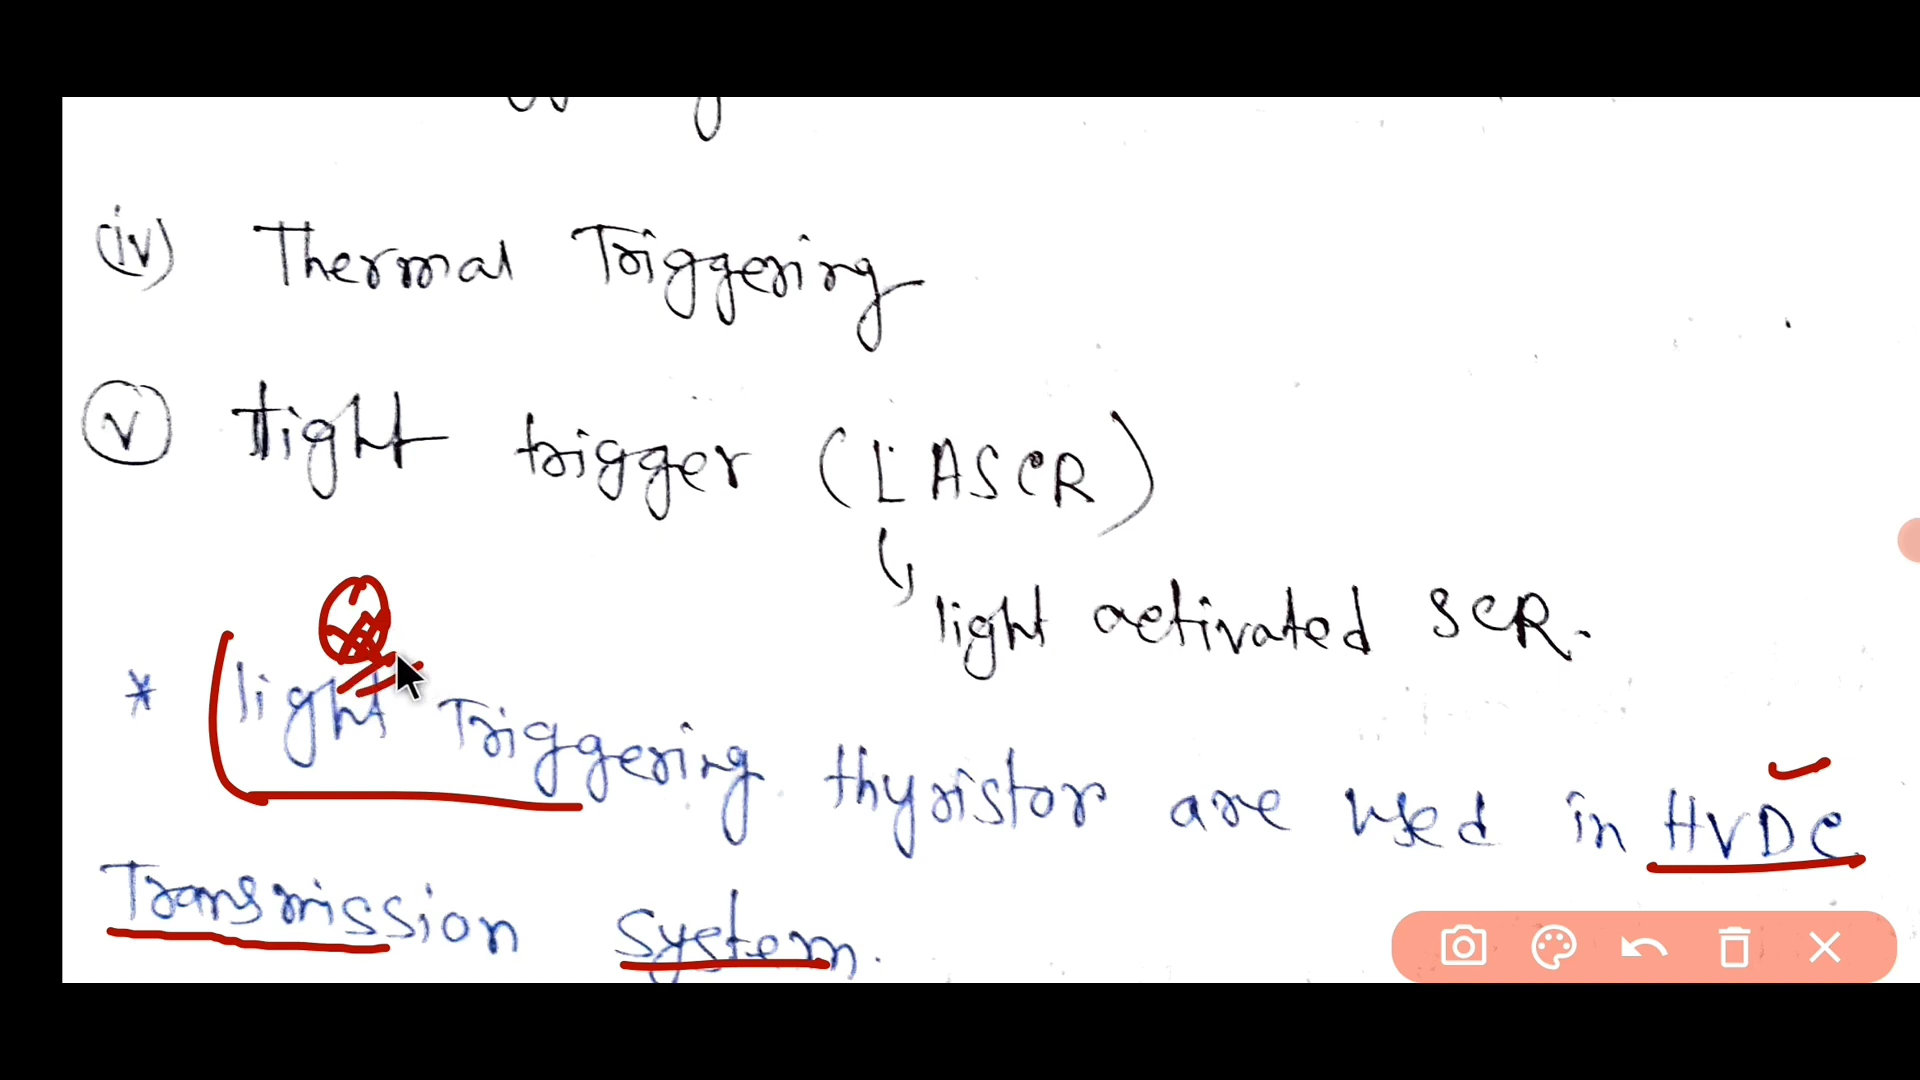 (iv) Thermal Triggering
(v) light trigger (LASCR)
light activated SCR.
* light Triggering thyristor are used in HVDC
Transmission system.